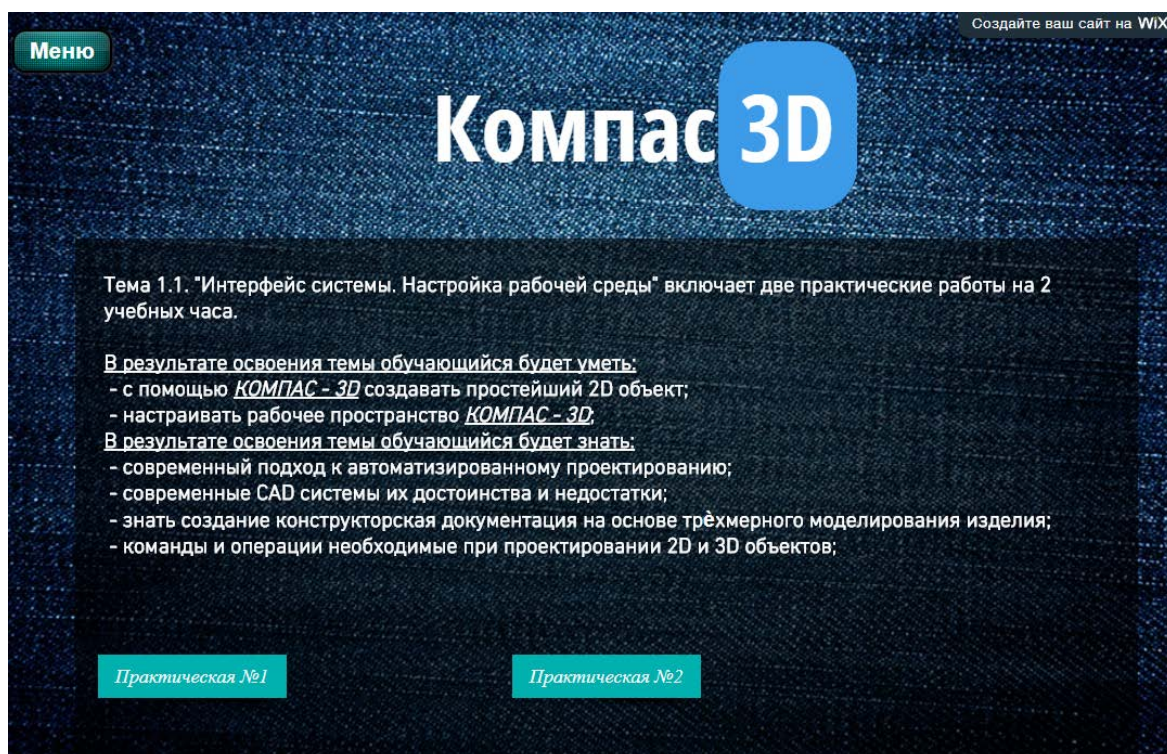 Создайте ваш сайт на WiX
Меню
Компас 3D
Тема 1.1. "Интерфейс системы. Настройка рабочей среды" включает две практические работы на 2
учебных часа.
В результате освоения темы обучающийся будет уметь:
- с помощью КОМПАС - 3D создавать простейший 2D объект;
- настраивать рабочее пространство КОМПАС - 3D;
В результате освоения темы обучающийся будет знать:
- современный подход к автоматизированному проектированию;
- современные CAD системы их достоинства и недостатки;
- знать создание конструкторская документация на основе трѐхмерного моделирования изделия;
- команды и операции необходимые при проектировании 2D и 3D объектов;
Практическая №1
Практическая №2